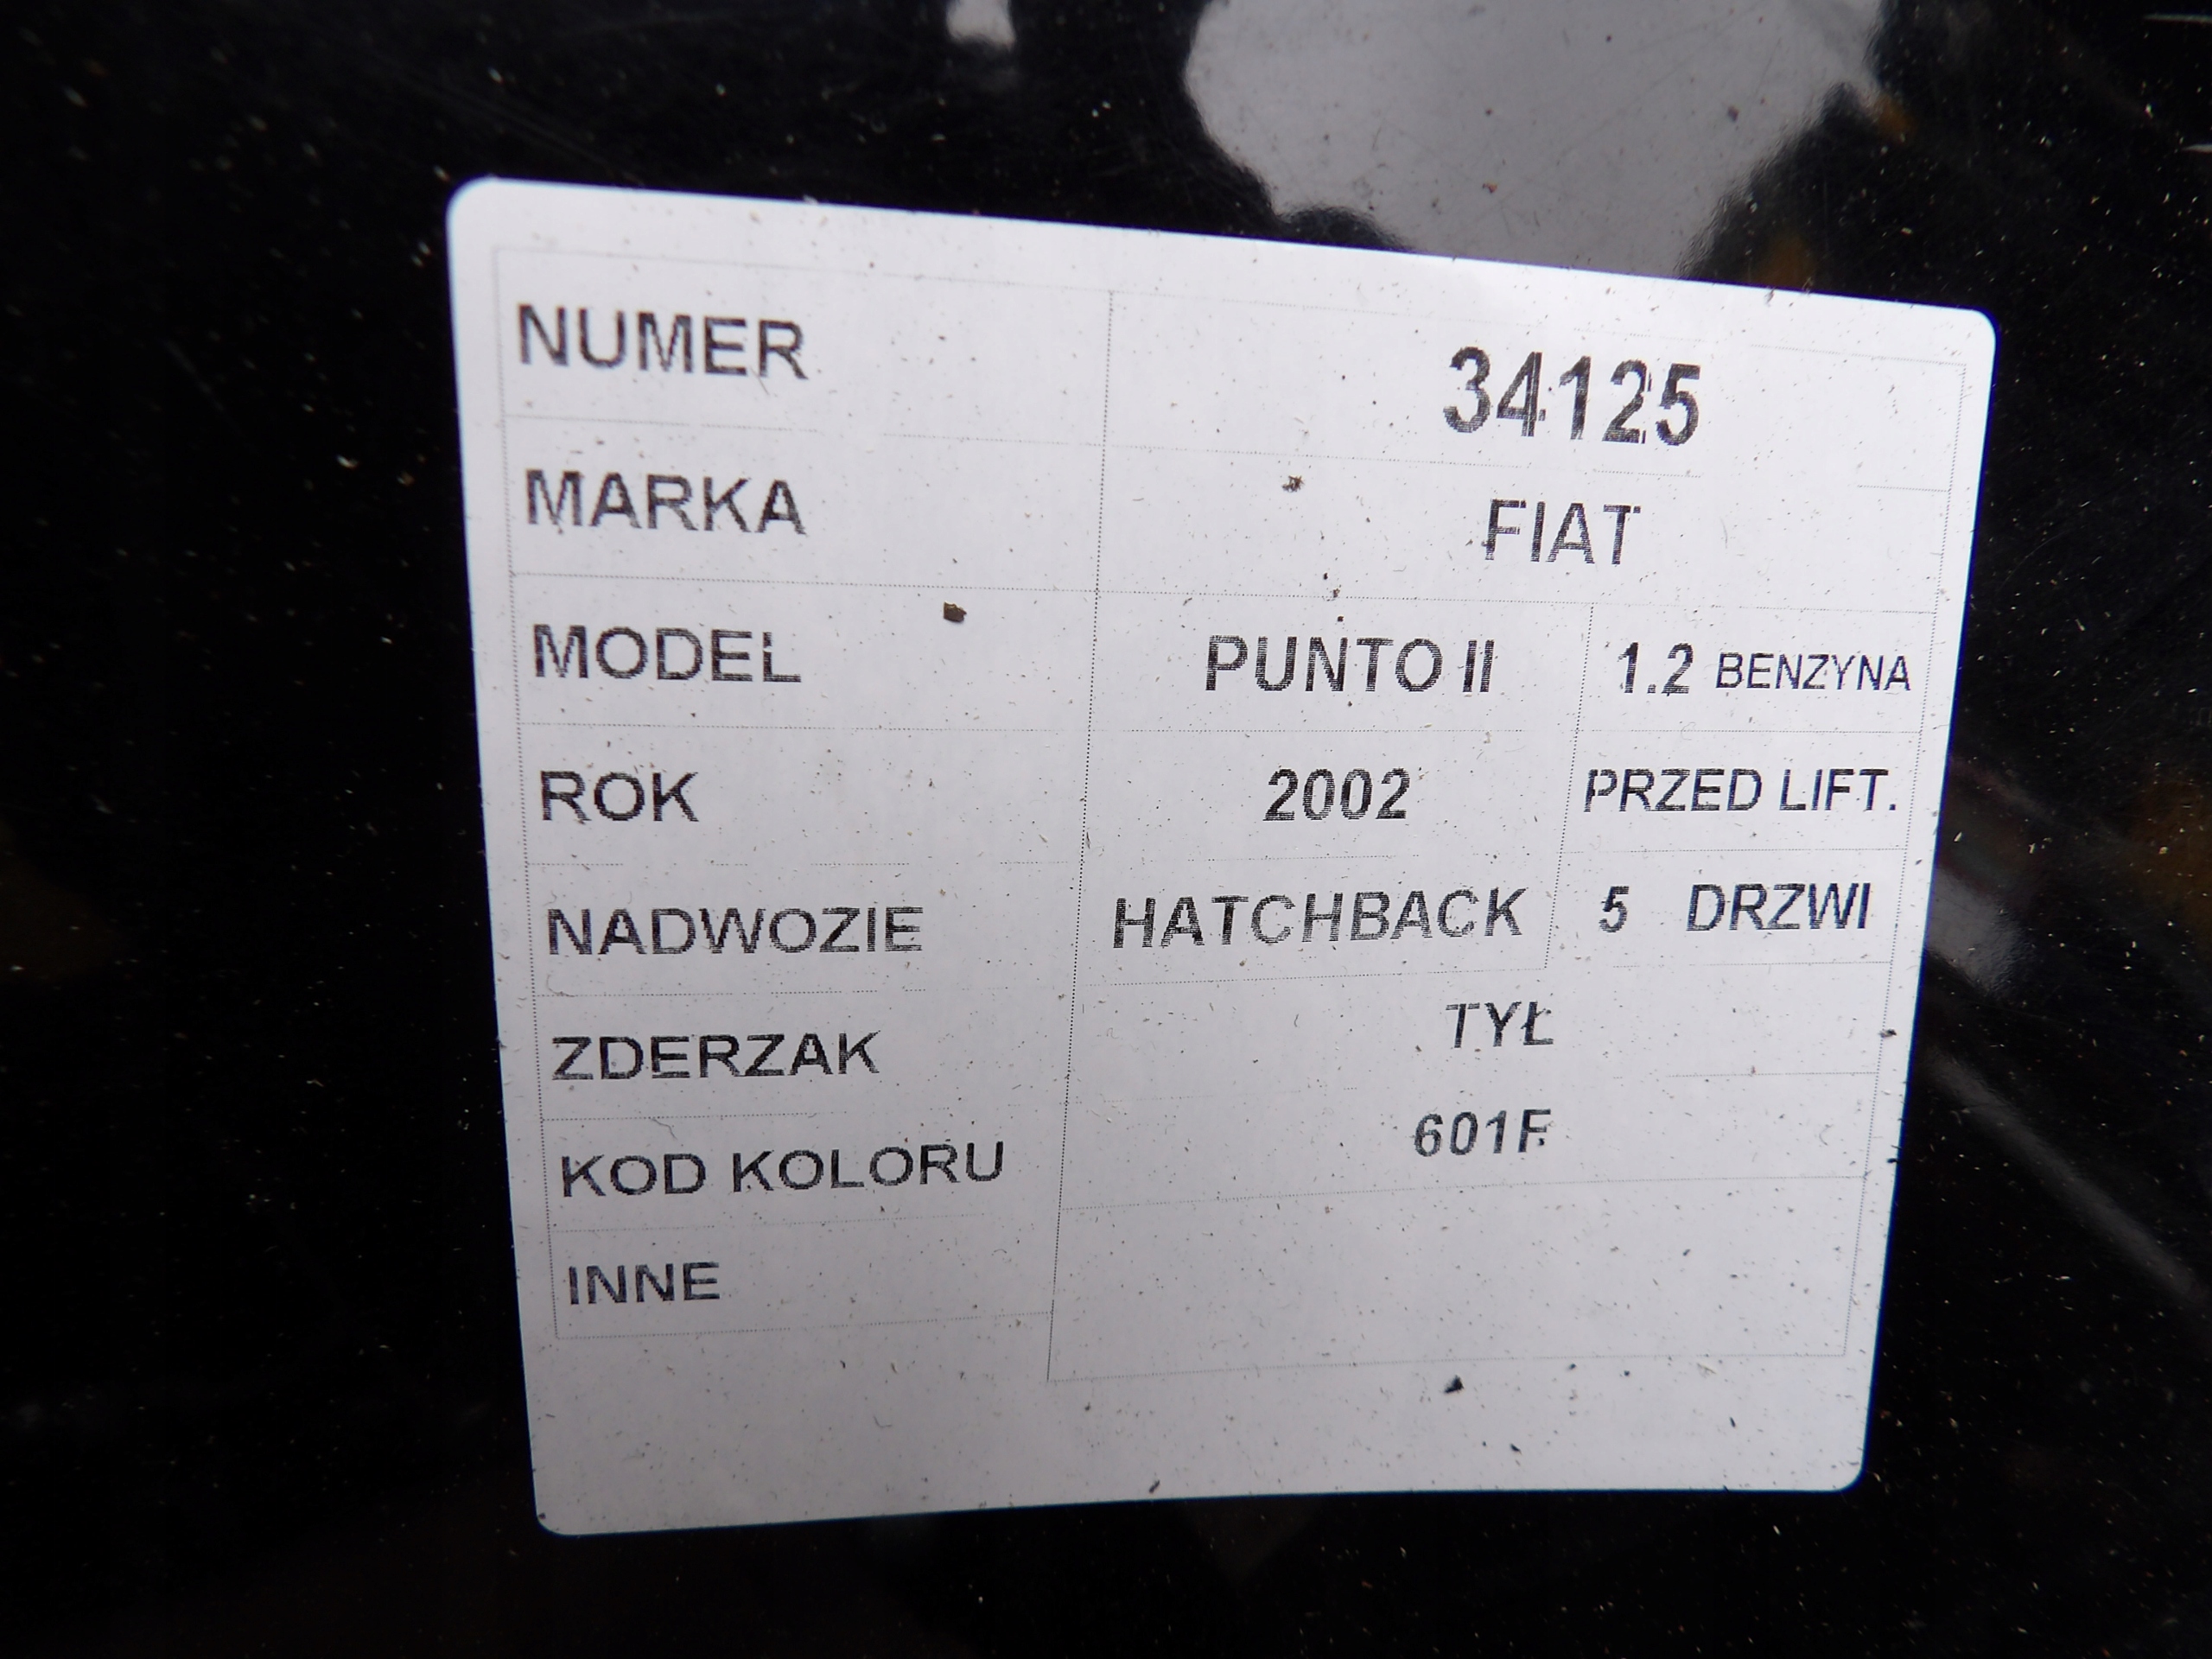 NUMER 34125
MARKA FIAT
MODEL PUNTO II 1.2 BENZYNA
ROK 2002 PRZED LIFT.
NADWOZIE HATCHBACK 5 DRZWI
ZDERZAK TYŁ
KOD KOLORU 601F
INNE